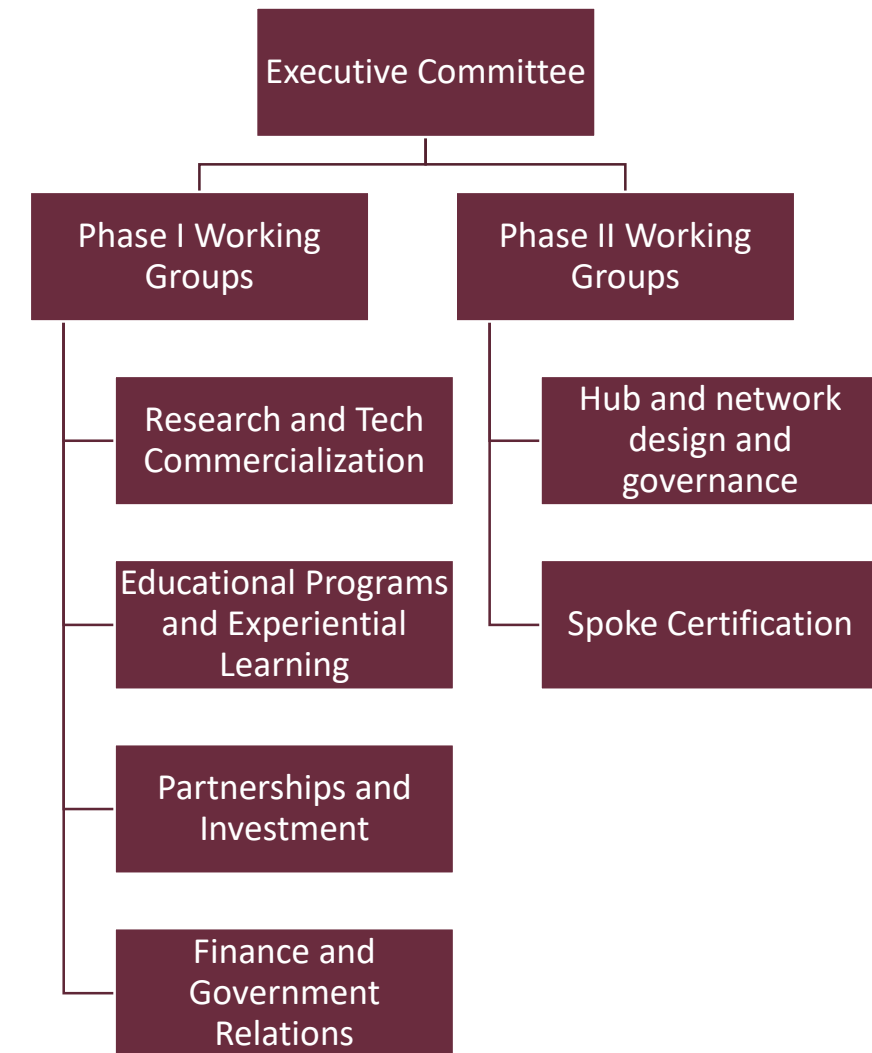 Executive Committee
Phase I Working
Groups
Research and Tech
Commercialization
Educational Programs
and Experiential
Learning
Partnerships and
Investment
Finance and
Government
Relations
Phase II Working
Groups
Hub and network
design and
governance
Spoke Certification